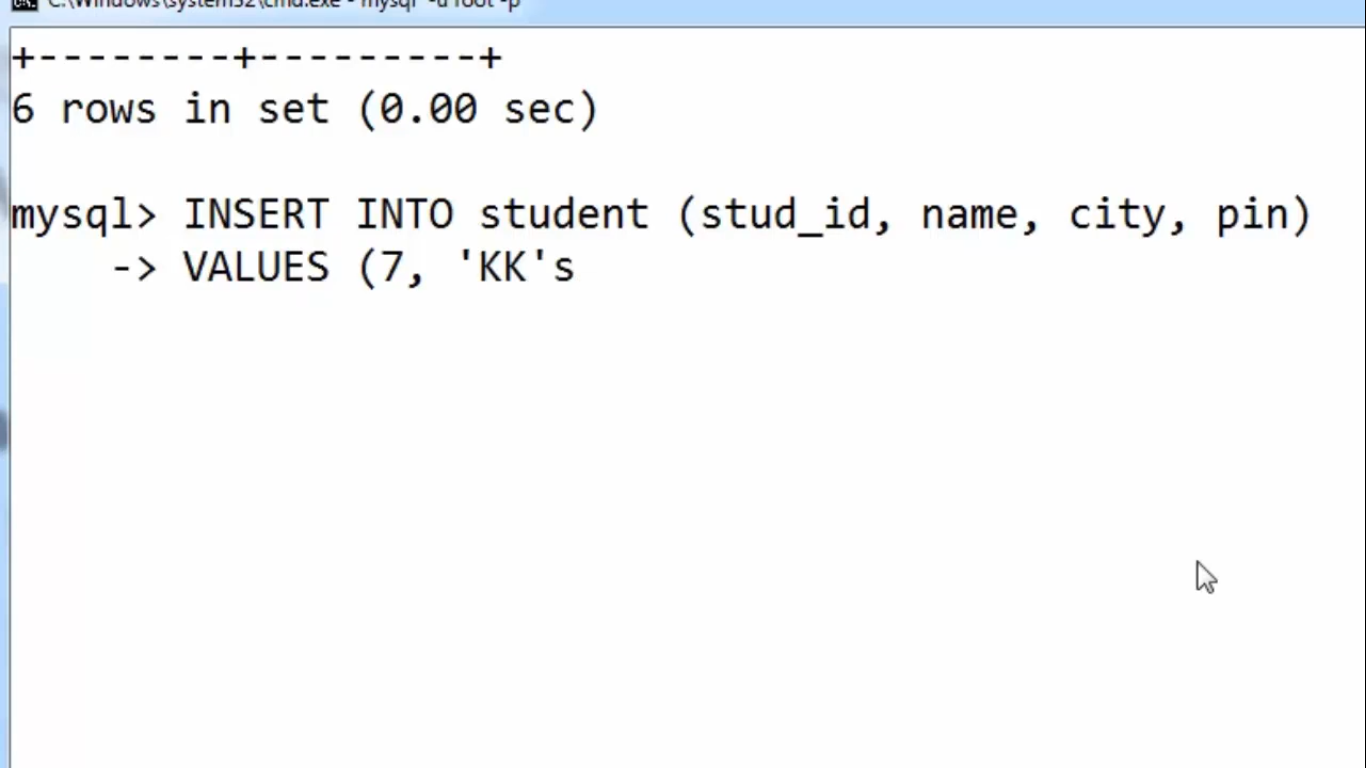 C:\Windows\system32\cmd.exe - mysql -u root -p
+--------+---------+
6 rows in set (0.00 sec)
mysql> INSERT INTO student (stud_id, name, city, pin)
-> VALUES (7, 'KK's